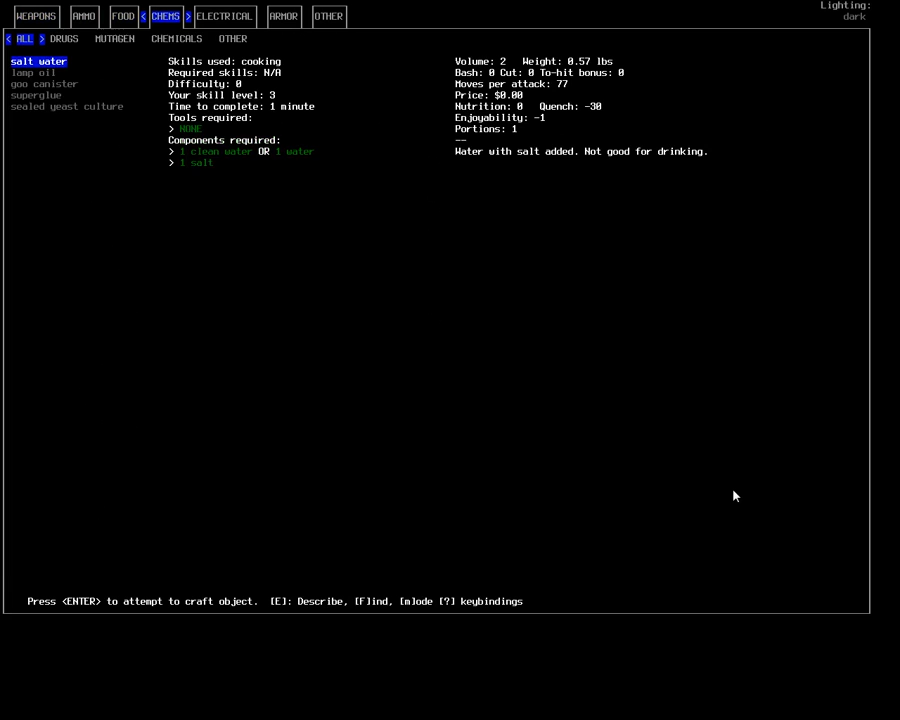 Lighting:
dark
WEAPONS AMMO FOOD < CHEMS > ELECTRICAL ARMOR OTHER
< ALL > DRUGS MUTAGEN CHEMICALS OTHER
salt water
lamp oil
goo canister
superglue
sealed yeast culture
Skills used: cooking
Required skills: N/A
Difficulty: 0
Your skill level: 3
Time to complete: 1 minute
Tools required:
> NONE
Components required:
> 1 clean water OR 1 water
> 1 salt
Volume: 2 Weight: 0.57 lbs
Bash: 0 Cut: 0 To-hit bonus: 0
Moves per attack: 77
Price: $0.00
Nutrition: 0 Quench: -30
Enjoyability: -1
Portions: 1
--
Water with salt added. Not good for drinking.
Press <ENTER> to attempt to craft object. [E]: Describe, [F]ind, [m]ode [?] keybindings